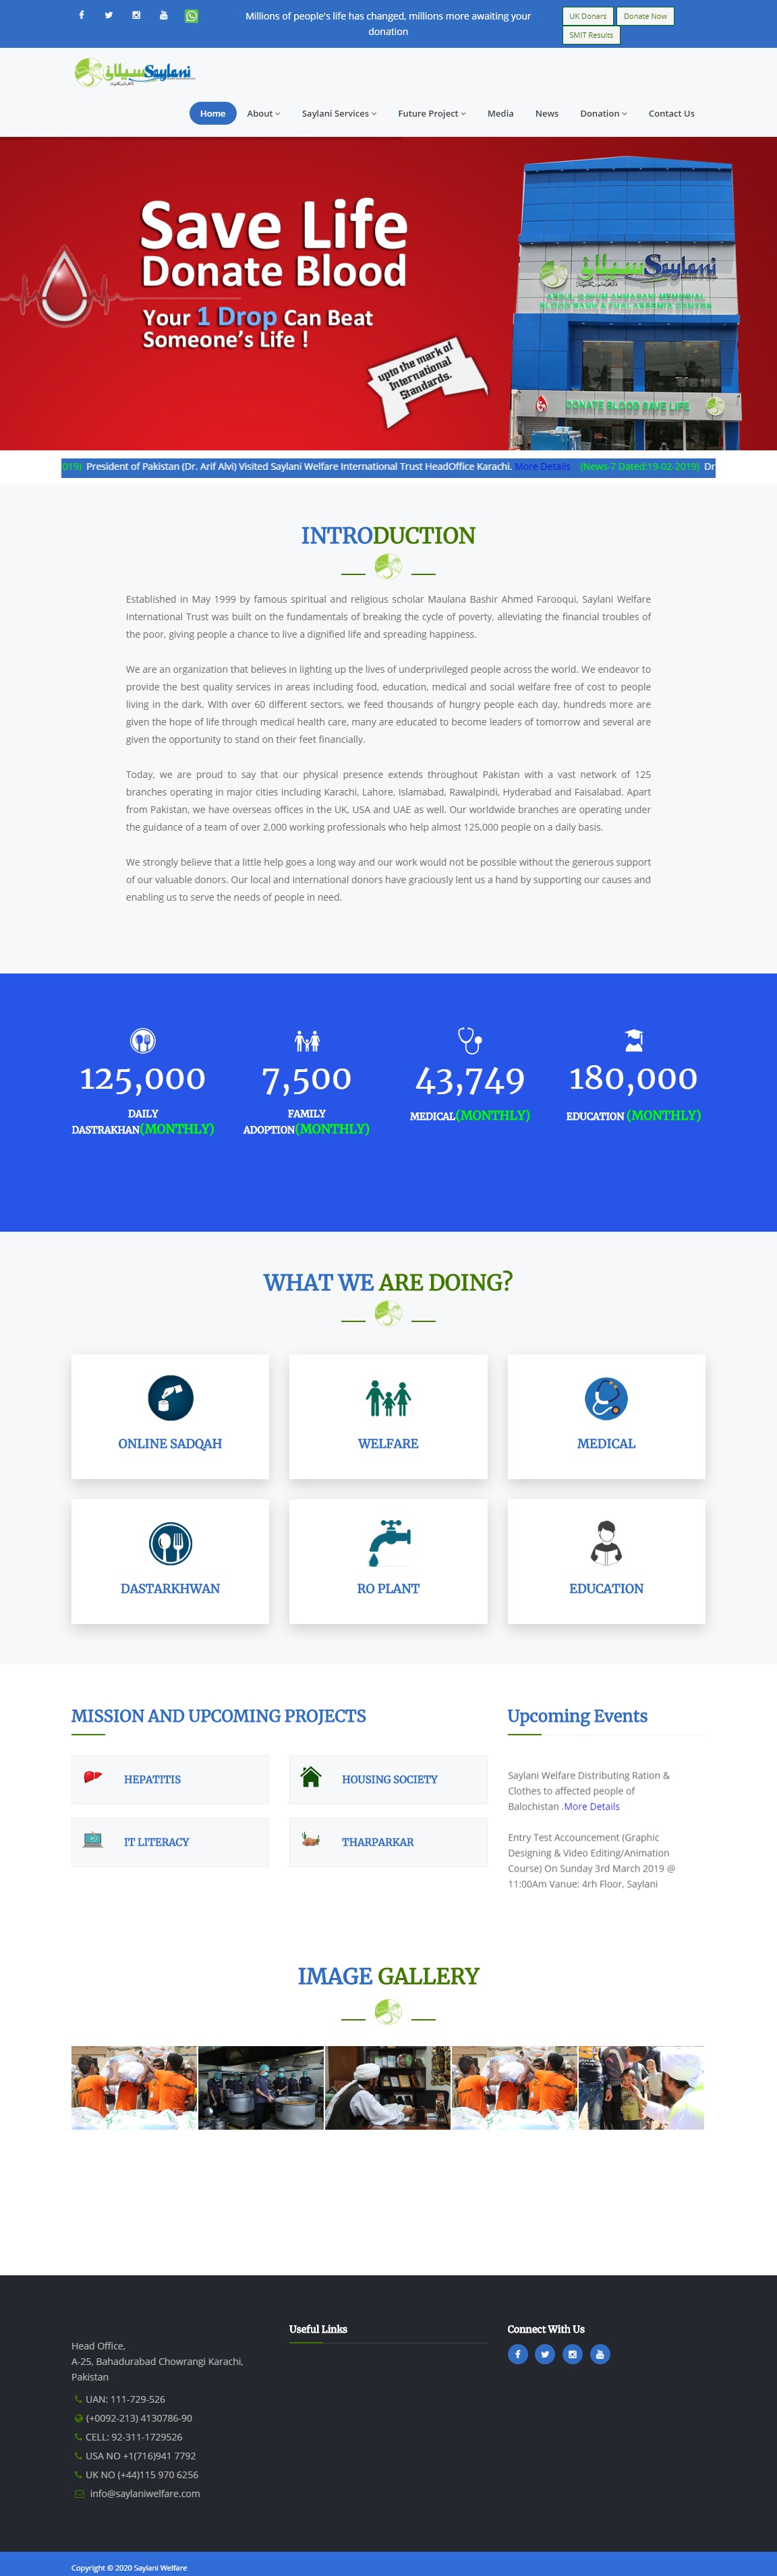 Millions of people's life has changed, millions more awaiting your
donation
UK Donars
Donate Now
SMIT Results
سیلانی Saylani
Home
About
Saylani Services
Future Project
Media
News
Donation
Contact Us
Save Life
Donate Blood
Your 1 Drop Can Beat
Someone's Life !
upto the mark of
International
Standards.
سیلانی Saylani
ABDUL QAYUM AHMADANI MEMORIAL
BLOOD BANK & THALASSEMIA CENTRE
DONATE BLOOD SAVE LIFE
019) President of Pakistan (Dr. Arif Alvi) Visited Saylani Welfare International Trust HeadOffice Karachi. More Details (News-7 Dated:19-02-2019) Dr
INTRODUCTION
Established in May 1999 by famous spiritual and religious scholar Maulana Bashir Ahmed Farooqui, Saylani Welfare
International Trust was built on the fundamentals of breaking the cycle of poverty, alleviating the financial troubles of
the poor, giving people a chance to live a dignified life and spreading happiness.
We are an organization that believes in lighting up the lives of underprivileged people across the world. We endeavor to
provide the best quality services in areas including food, education, medical and social welfare free of cost to people
living in the dark. With over 60 different sectors, we feed thousands of hungry people each day, hundreds more are
given the hope of life through medical health care, many are educated to become leaders of tomorrow and several are
given the opportunity to stand on their feet financially.
Today, we are proud to say that our physical presence extends throughout Pakistan with a vast network of 125
branches operating in major cities including Karachi, Lahore, Islamabad, Rawalpindi, Hyderabad and Faisalabad. Apart
from Pakistan, we have overseas offices in the UK, USA and UAE as well. Our worldwide branches are operating under
the guidance of a team of over 2,000 working professionals who help almost 125,000 people on a daily basis.
We strongly believe that a little help goes a long way and our work would not be possible without the generous support
of our valuable donors. Our local and international donors have graciously lent us a hand by supporting our causes and
enabling us to serve the needs of people in need.
125,000
DAILY
DASTRAKHAN(MONTHLY)
7,500
FAMILY
ADOPTION(MONTHLY)
43,749
MEDICAL(MONTHLY)
180,000
EDUCATION (MONTHLY)
WHAT WE ARE DOING?
ONLINE SADQAH
WELFARE
MEDICAL
DASTARKHWAN
RO PLANT
EDUCATION
MISSION AND UPCOMING PROJECTS
HEPATITIS
HOUSING SOCIETY
IT LITERACY
THARPARKAR
Upcoming Events
Saylani Welfare Distributing Ration &
Clothes to affected people of
Balochistan .More Details
Entry Test Accouncement (Graphic
Designing & Video Editing/Animation
Course) On Sunday 3rd March 2019 @
11:00Am Vanue: 4rh Floor, Saylani
IMAGE GALLERY
Head Office,
A-25, Bahadurabad Chowrangi Karachi,
Pakistan
UAN: 111-729-526
(+0092-213) 4130786-90
CELL: 92-311-1729526
USA NO +1(716)941 7792
UK NO (+44)115 970 6256
info@saylaniwelfare.com
Useful Links
Connect With Us
Copyright © 2020 Saylani Welfare